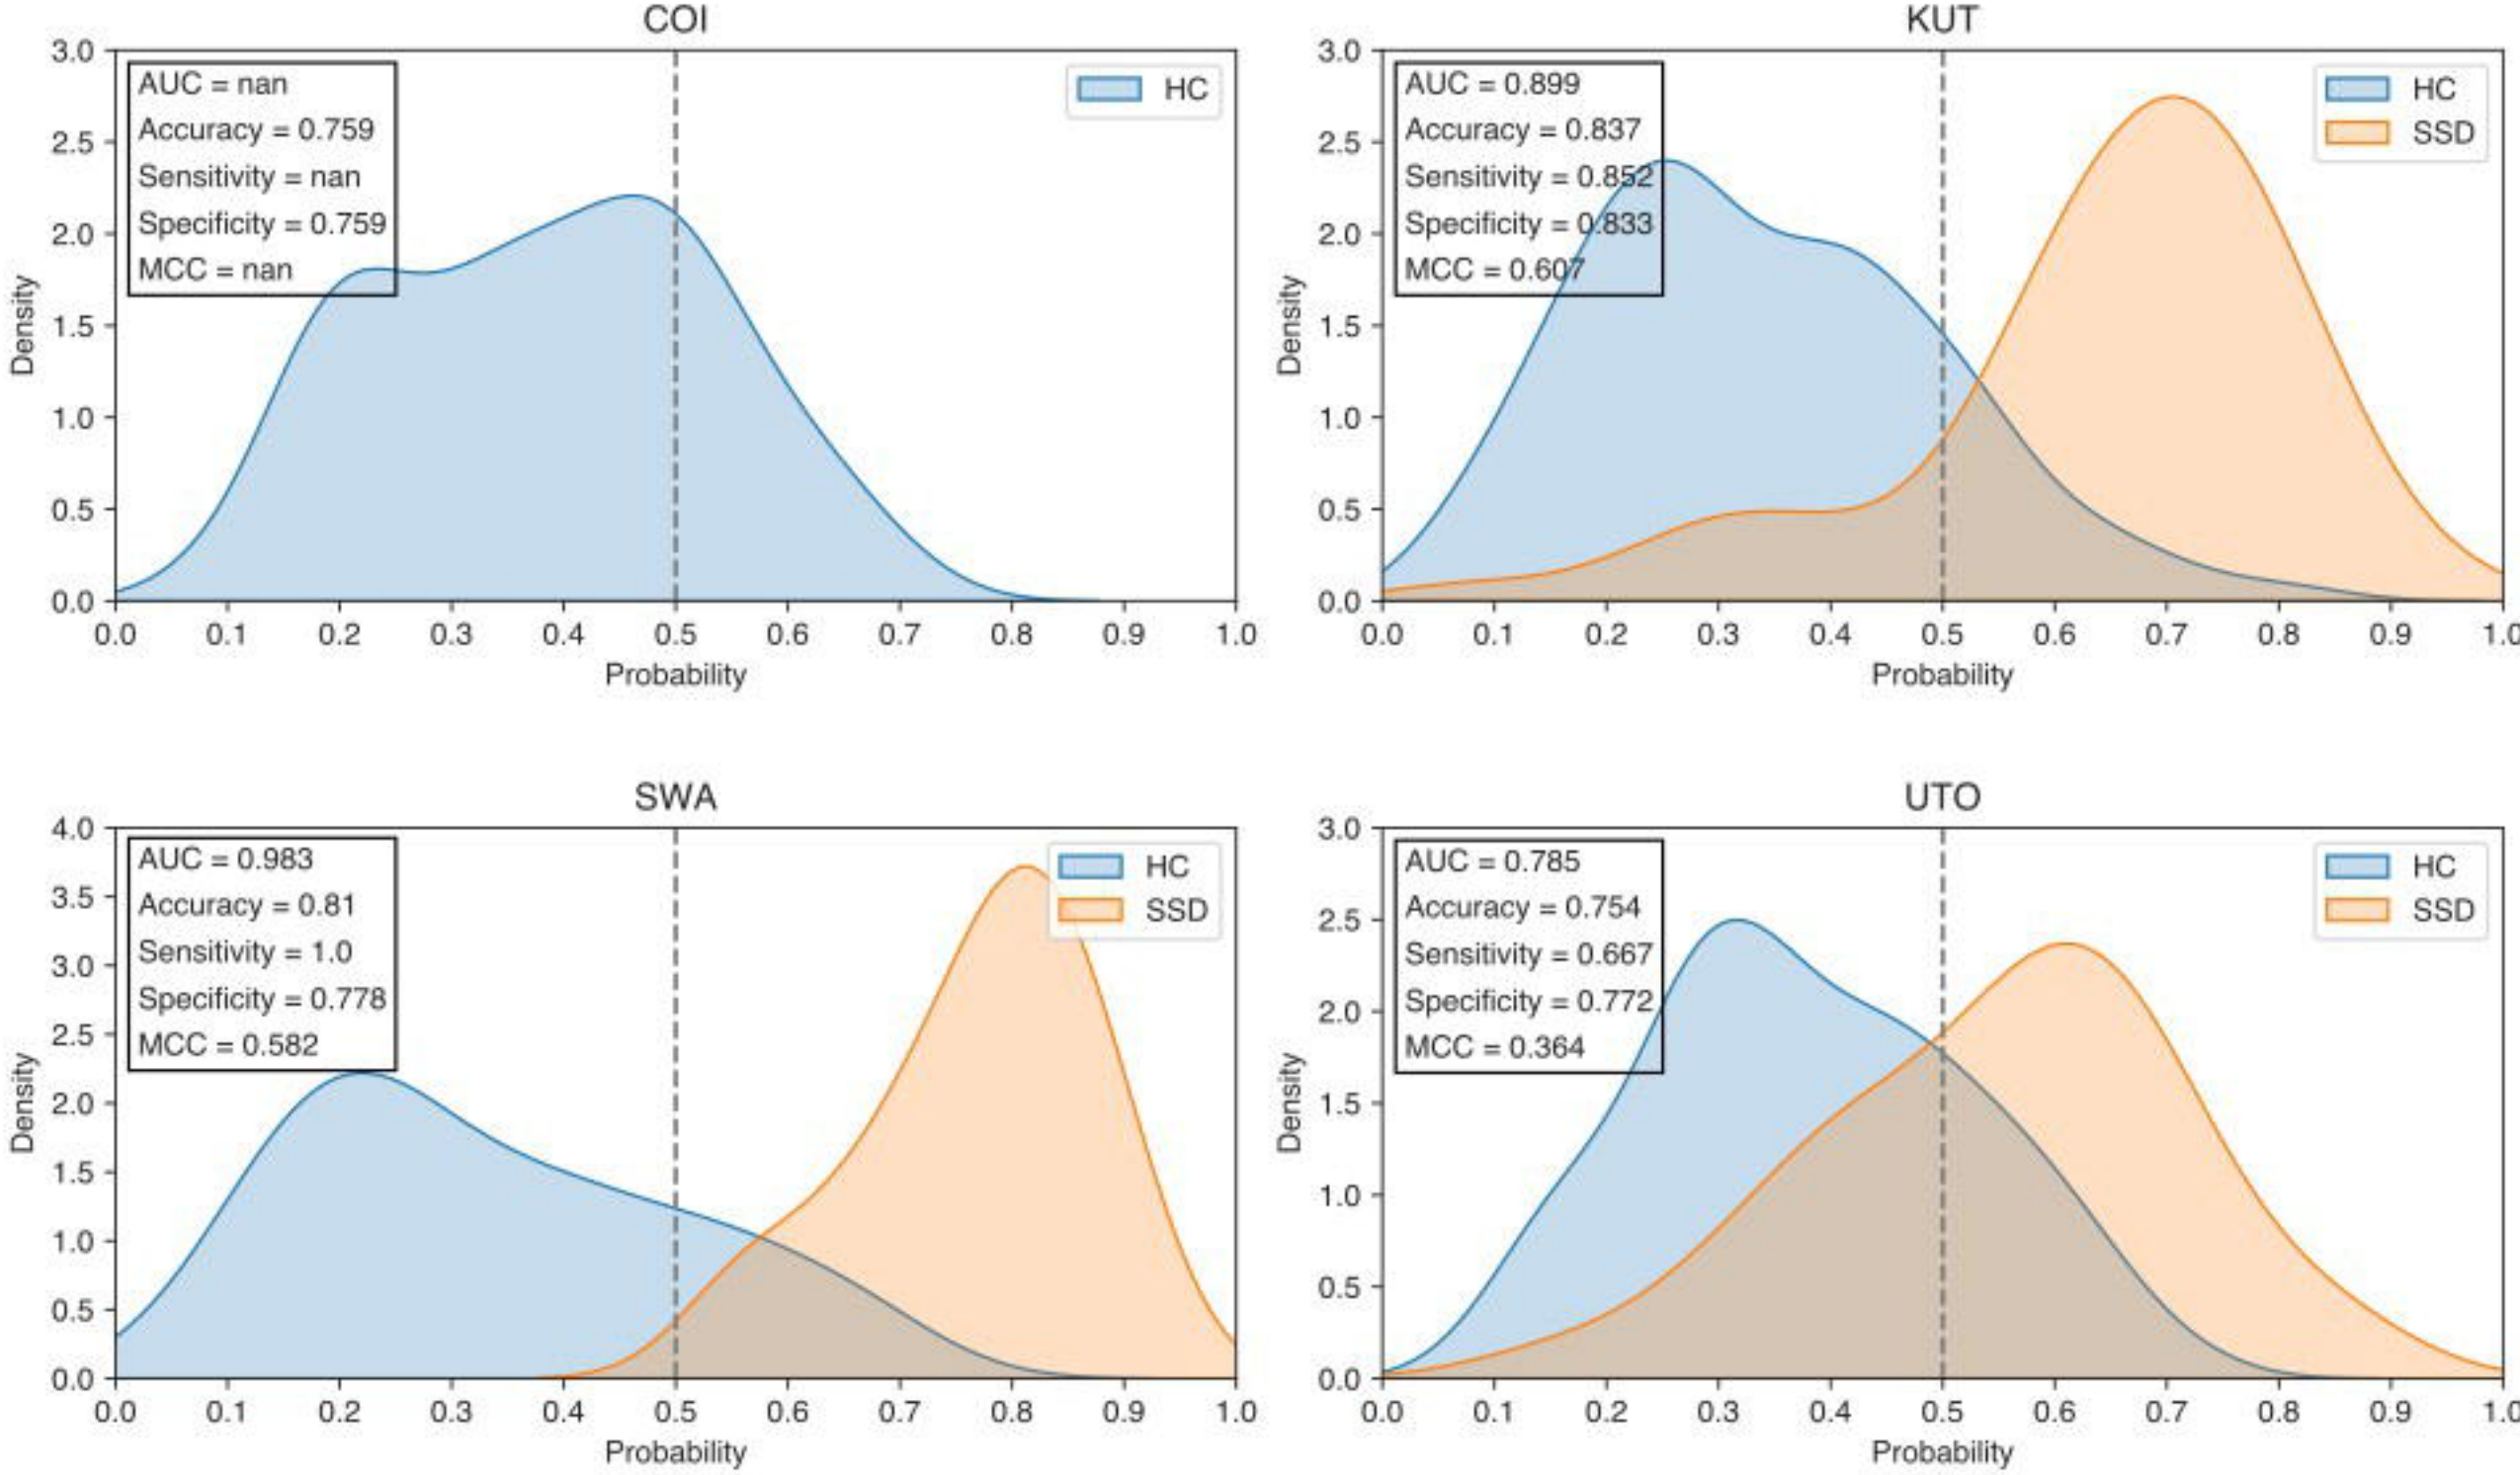 COI
3.0
2.5
2.0
1.5
1.0
0.5
0.0
Density
AUC = nan
Accuracy = 0.759
Sensitivity = nan
Specificity = 0.759
MCC = nan
HC
0.0 0.1 0.2 0.3 0.4 0.5 0.6 0.7 0.8 0.9 1.0
Probability
KUT
3.0
2.5
2.0
1.5
1.0
0.5
0.0
Density
AUC = 0.899
Accuracy = 0.837
Sensitivity = 0.852
Specificity = 0.833
MCC = 0.607
HC
SSD
0.0 0.1 0.2 0.3 0.4 0.5 0.6 0.7 0.8 0.9 1.0
Probability
SWA
4.0
3.5
3.0
2.5
2.0
1.5
1.0
0.5
0.0
Density
AUC = 0.983
Accuracy = 0.81
Sensitivity = 1.0
Specificity = 0.778
MCC = 0.582
HC
SSD
0.0 0.1 0.2 0.3 0.4 0.5 0.6 0.7 0.8 0.9 1.0
Probability
UTO
3.0
2.5
2.0
1.5
1.0
0.5
0.0
Density
AUC = 0.785
Accuracy = 0.754
Sensitivity = 0.667
Specificity = 0.772
MCC = 0.364
HC
SSD
0.0 0.1 0.2 0.3 0.4 0.5 0.6 0.7 0.8 0.9 1.0
Probability